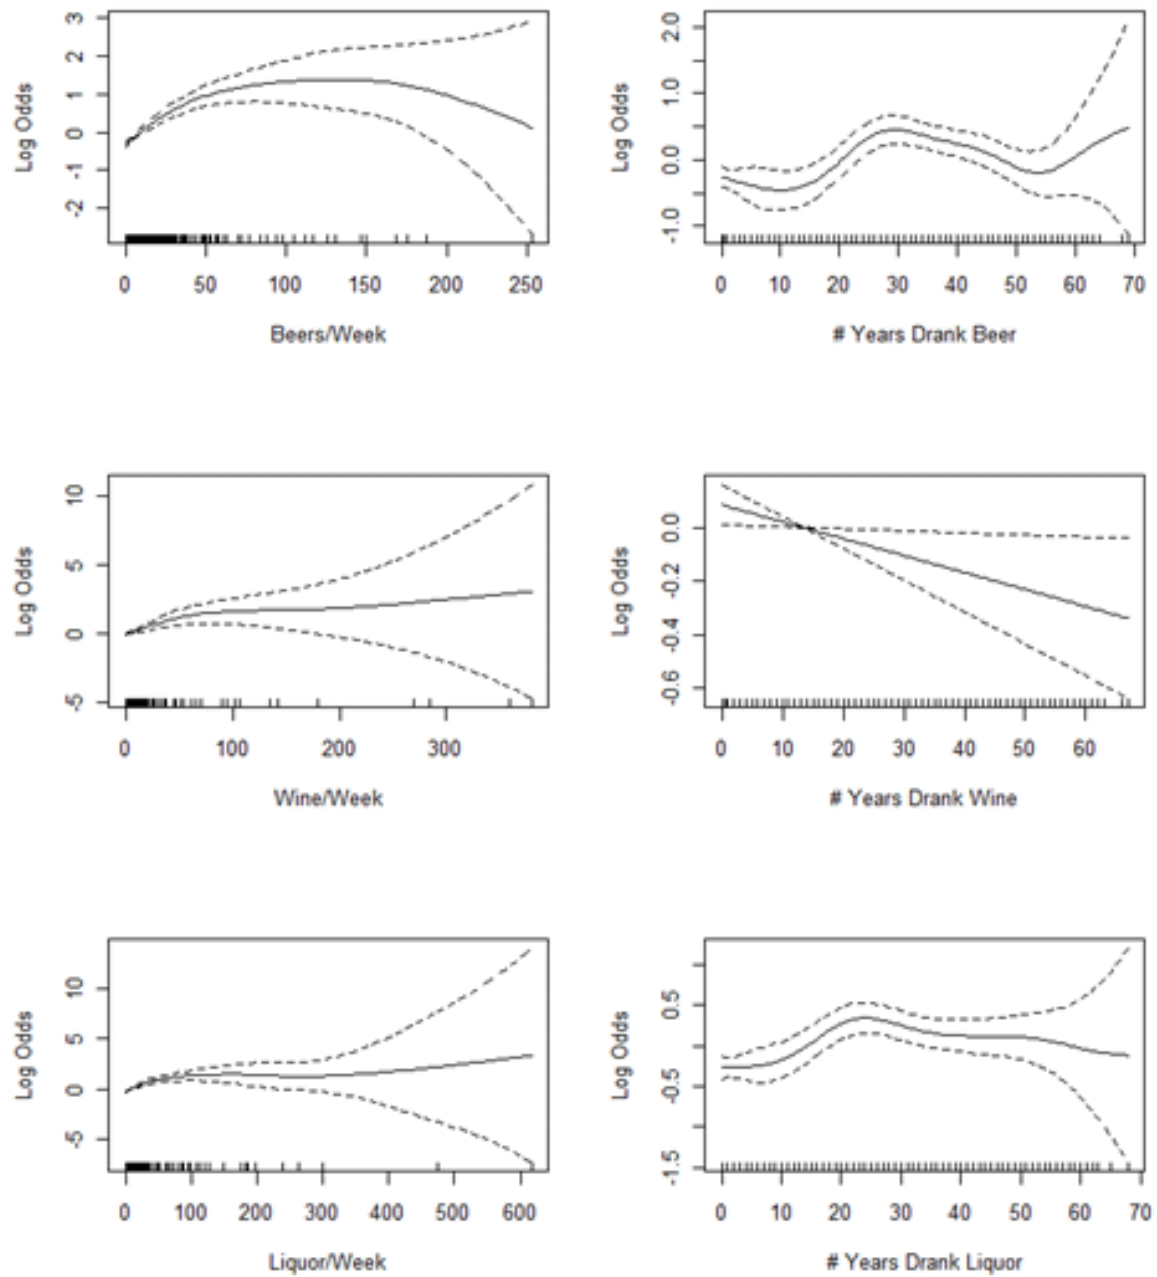 3
2
1
0
-1
-2
Log Odds
0 50 100 150 200 250
Beers/Week
2.0
1.0
0.0
-1.0
Log Odds
0 10 20 30 40 50 60 70
# Years Drank Beer
10
5
0
-5
Log Odds
0 100 200 300
Wine/Week
0.0
-0.2
-0.4
-0.6
Log Odds
0 10 20 30 40 50 60
# Years Drank Wine
10
5
0
-5
Log Odds
0 100 200 300 400 500 600
Liquor/Week
0.5
-0.5
-1.5
Log Odds
0 10 20 30 40 50 60 70
# Years Drank Liquor